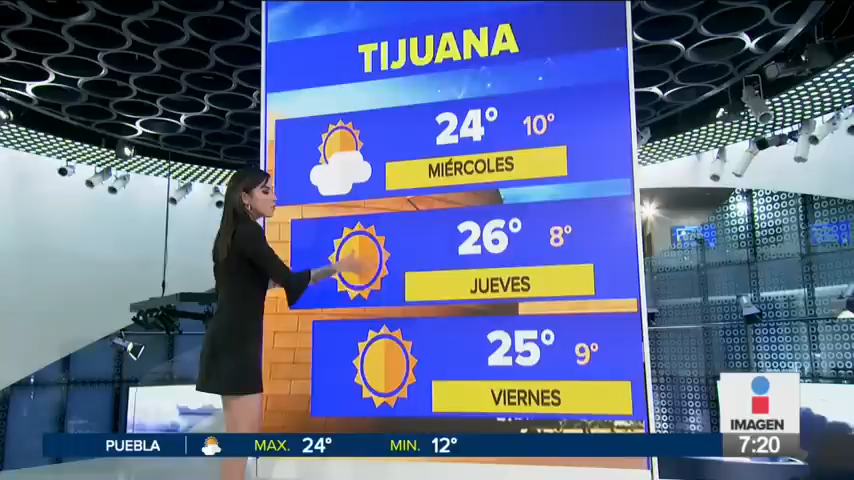 TIJUANA
24° 10°
MIÉRCOLES
26° 8°
JUEVES
25° 9°
VIERNES
IMAGEN
7:20
PUEBLA MAX. 24° MIN. 12°